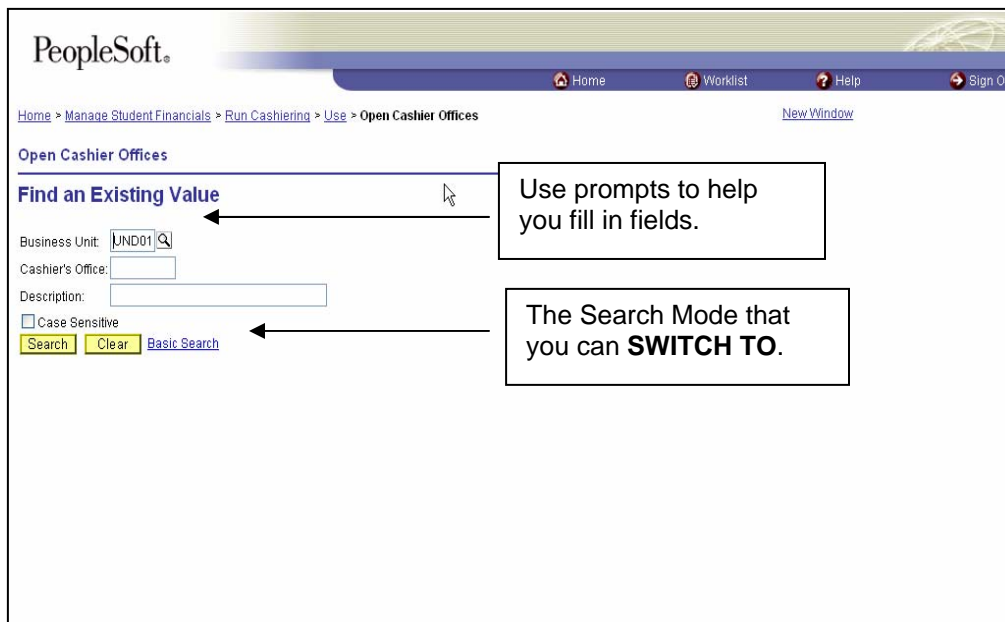 PeopleSoft®
Home Worklist Help Sign O
Home > Manage Student Financials > Run Cashiering > Use > Open Cashier Offices New Window
Open Cashier Offices
Find an Existing Value
Use prompts to help
you fill in fields.
Business Unit: UND01
Cashier's Office:
Description:
Case Sensitive
Search Clear Basic Search
The Search Mode that
you can SWITCH TO.